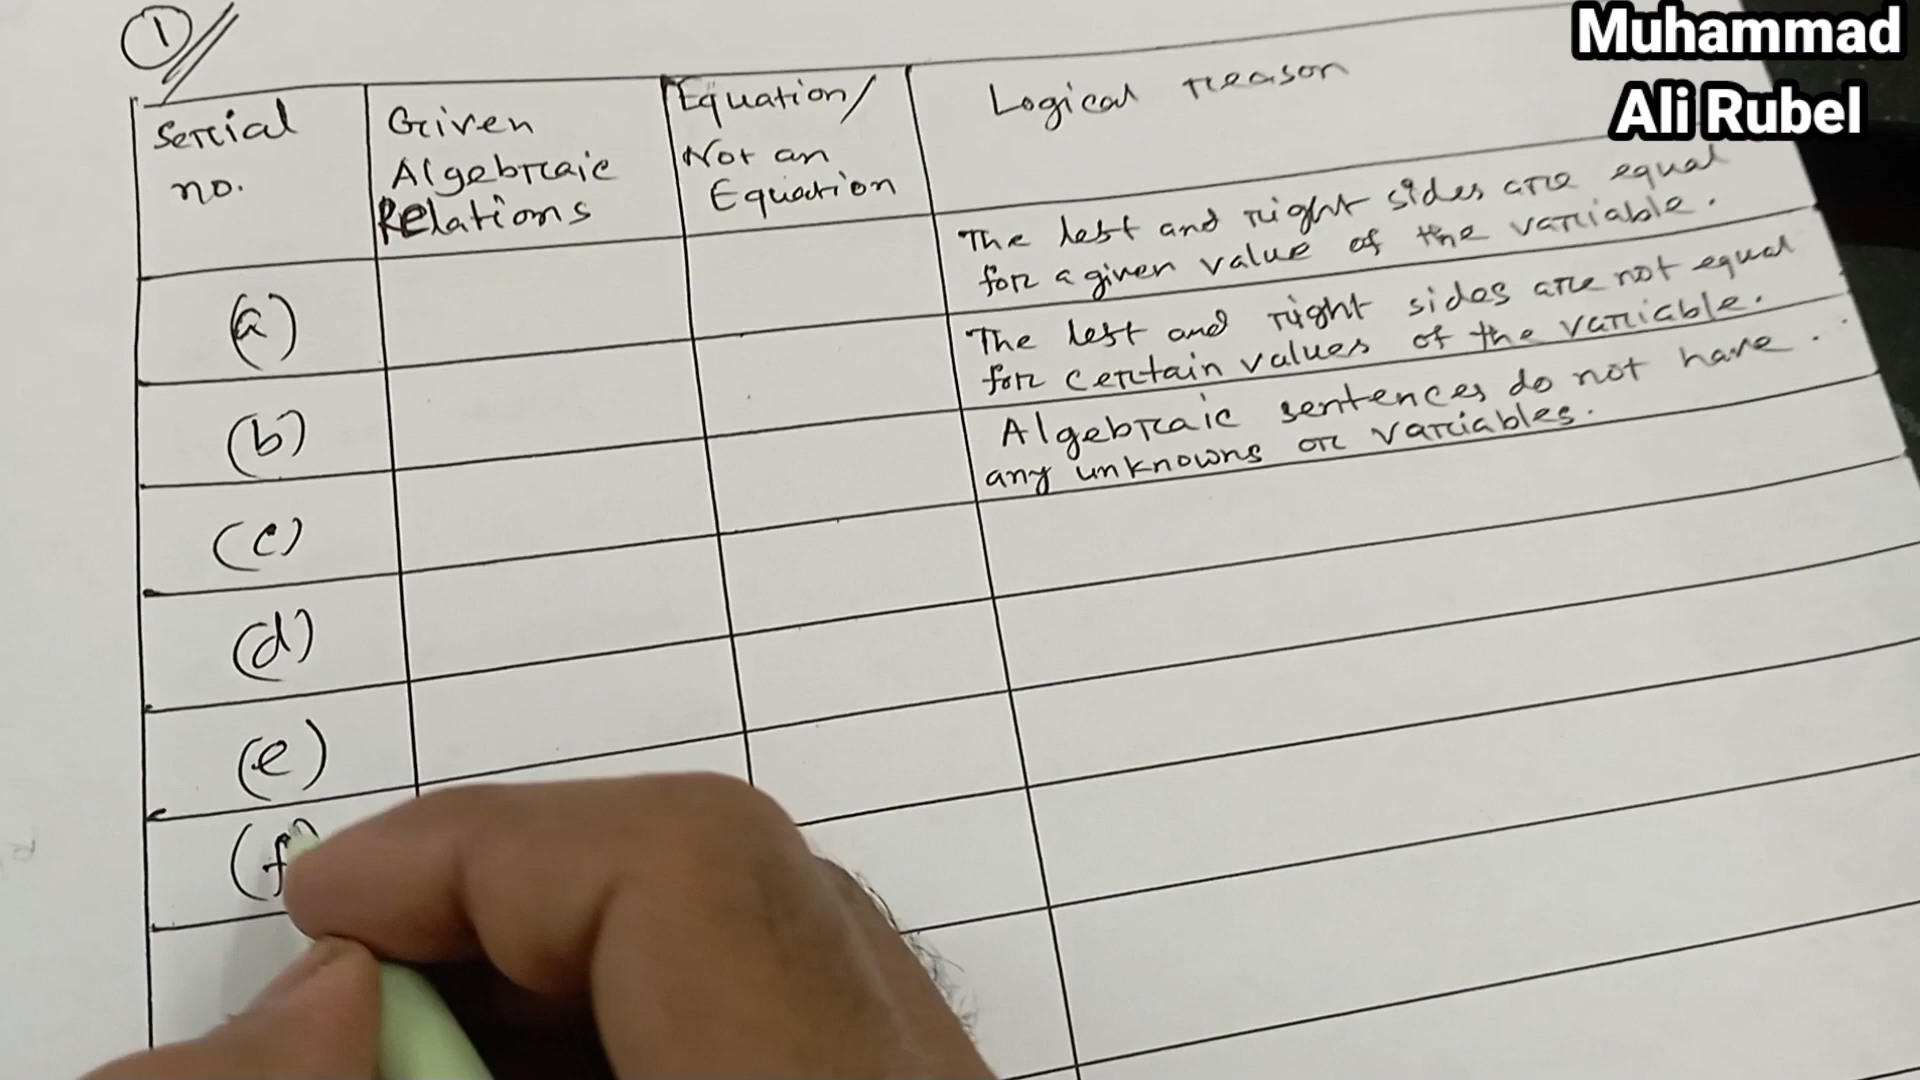 Muhammad
Ali Rubel
1
Serial
no.
Given
Algebraic
Relations
Equation/
Not an
Equation
Logical reason
(a)
The left and right sides are equal
for a given value of the variable.
(b)
The left and right sides are not equal
for certain values of the variable.
(c)
Algebraic sentences do not have
any unknowns or variables.
(d)
(e)
(f)